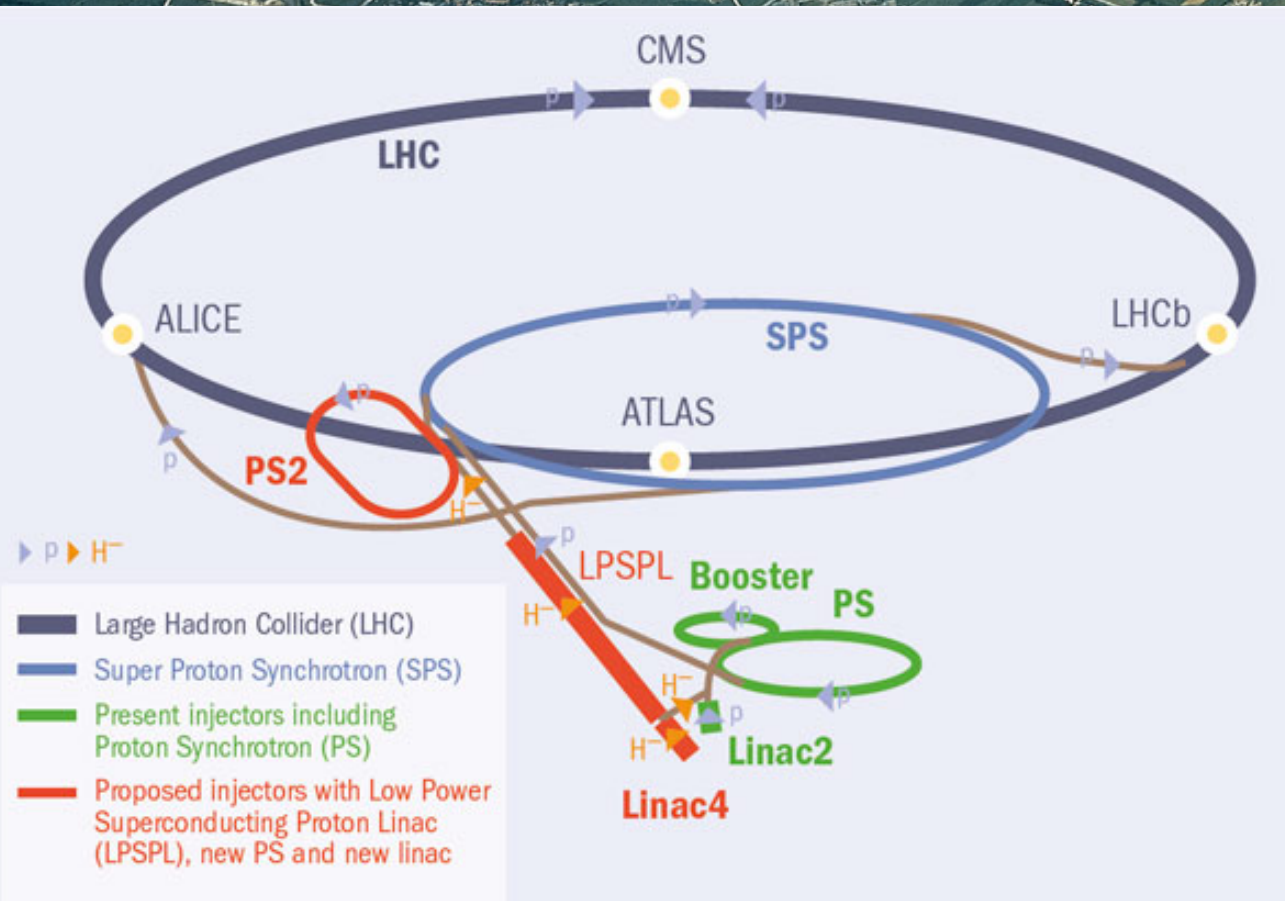 CMS
p
p
LHC
ALICE
p
SPS
LHCb
p
ATLAS
p
p
PS2
H⁻
p H⁻
p
LPSPL
Booster
PS
H⁻
p
p
H⁻
p
H⁻
Linac2
Linac4
Large Hadron Collider (LHC)
Super Proton Synchrotron (SPS)
Present injectors including
Proton Synchrotron (PS)
Proposed injectors with Low Power
Superconducting Proton Linac
(LPSPL), new PS and new linac